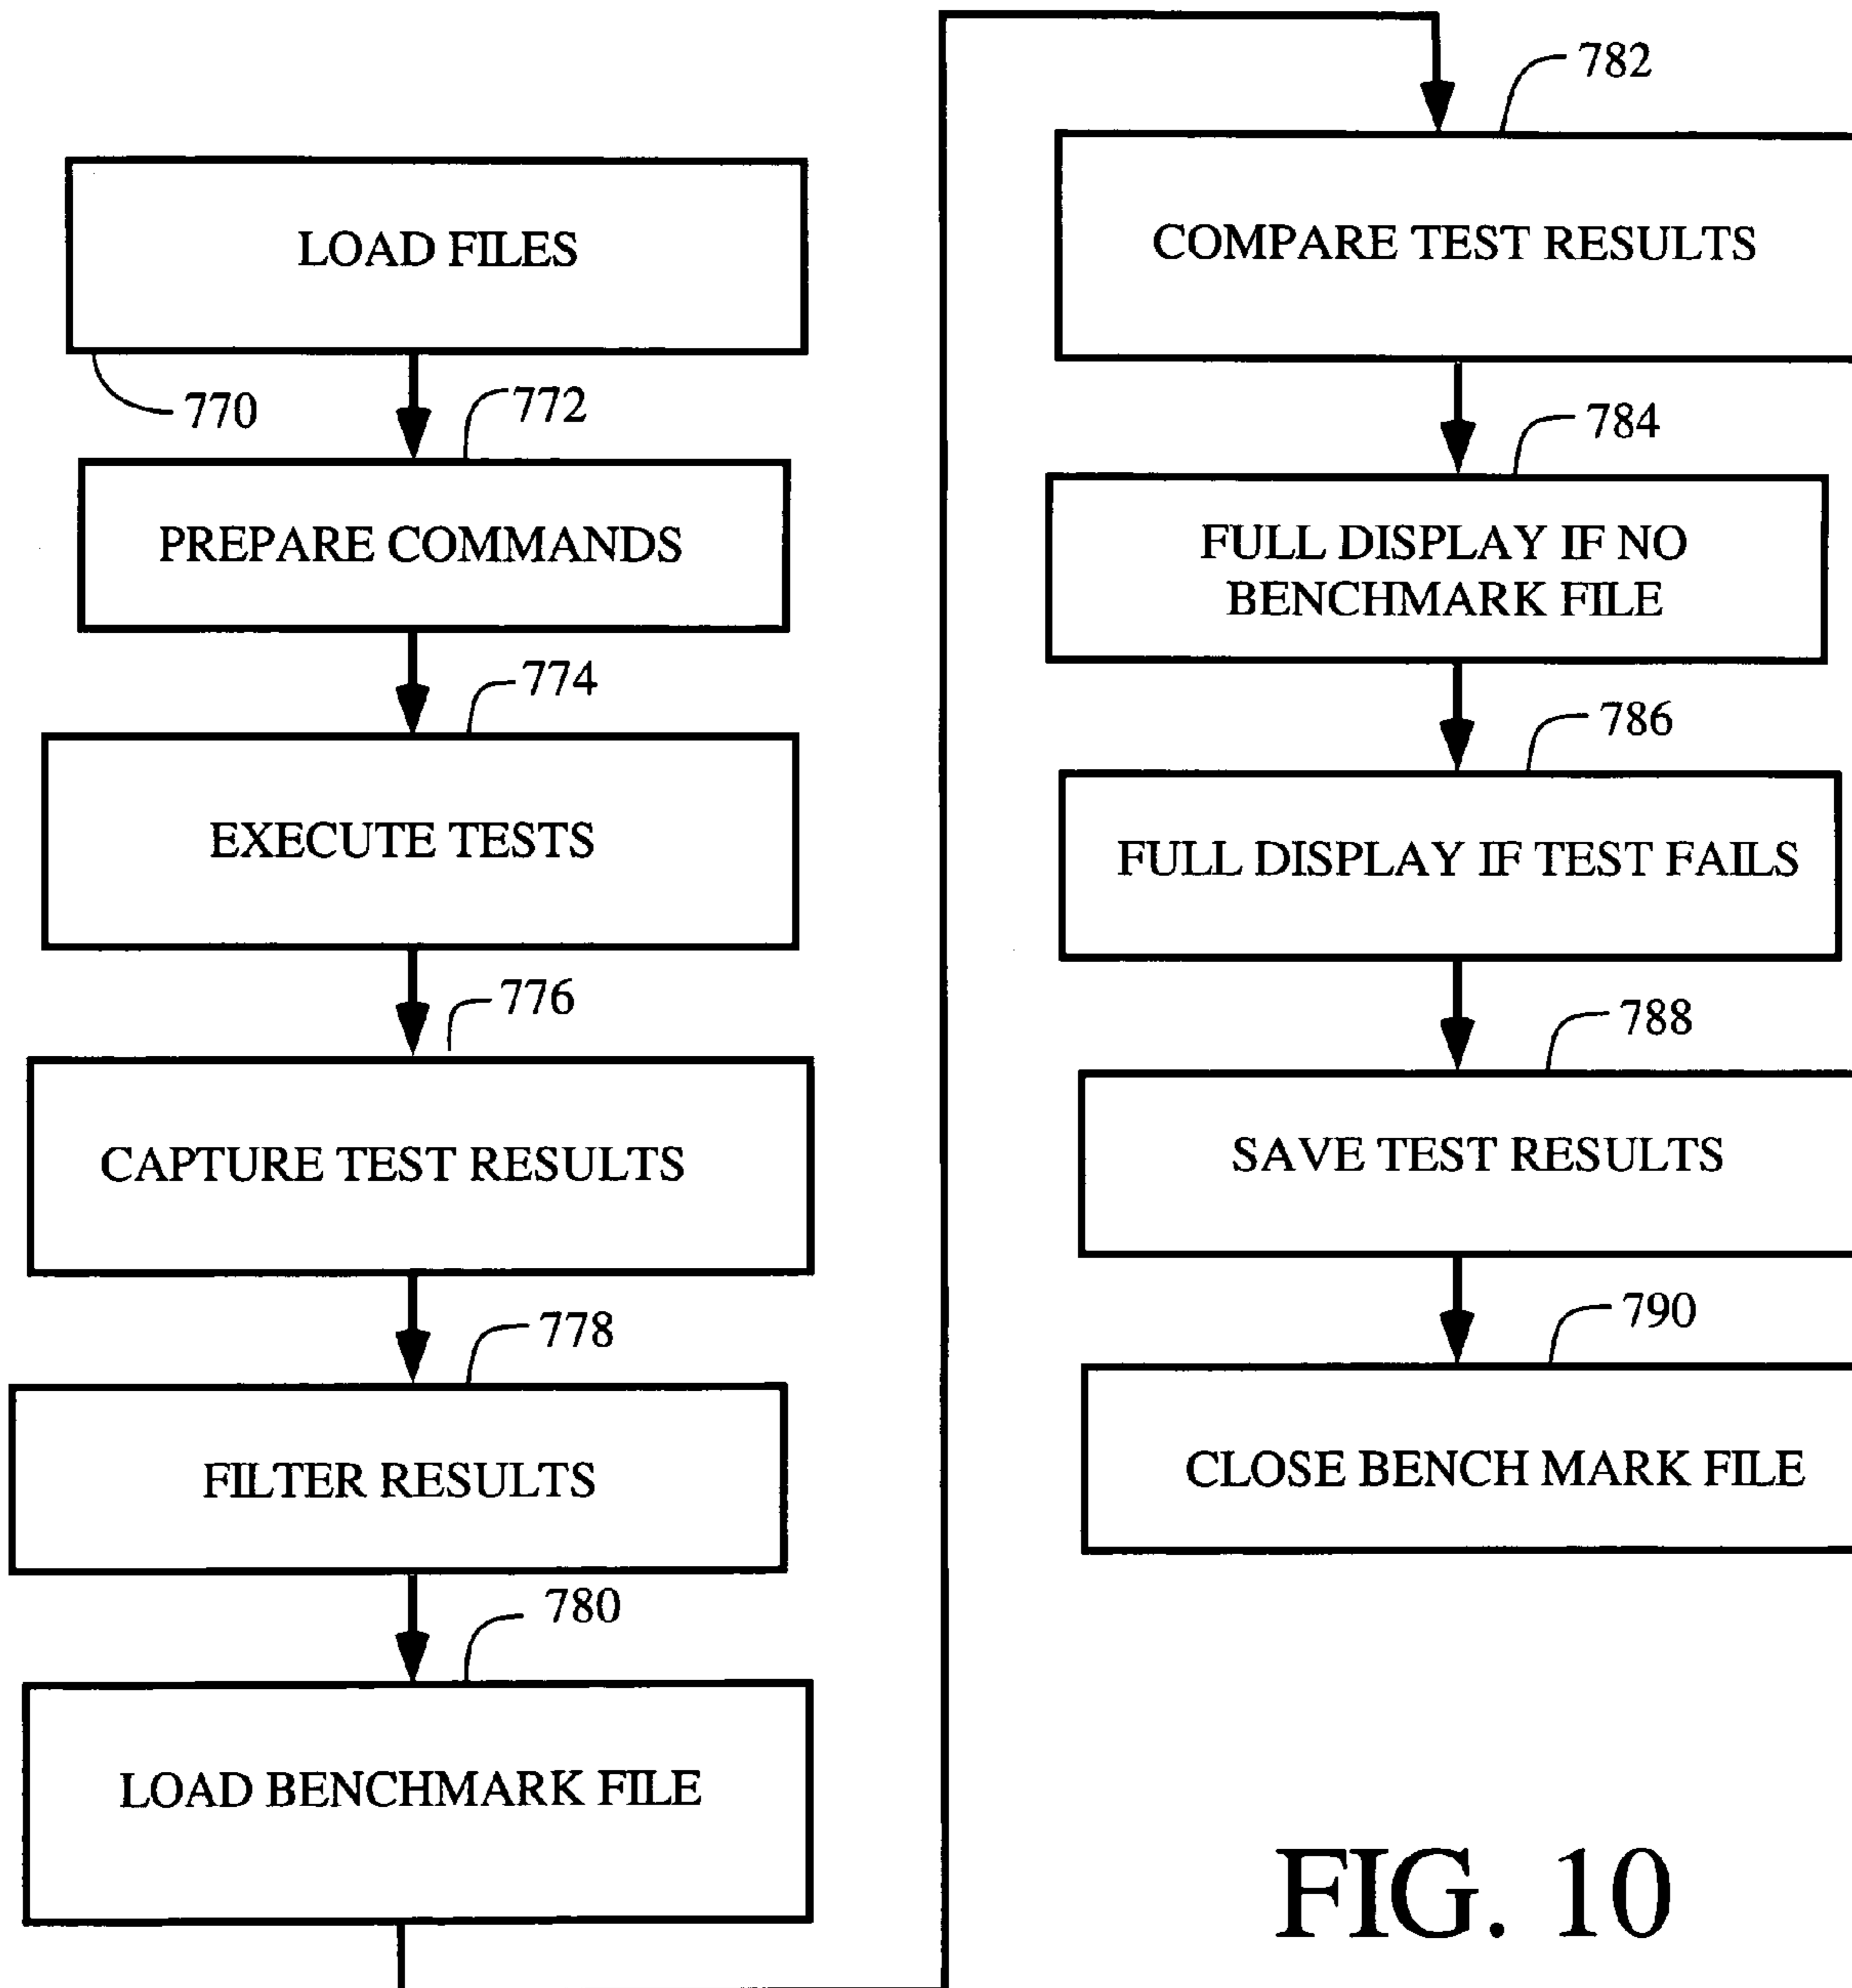 LOAD FILES
770
772
PREPARE COMMANDS
774
EXECUTE TESTS
776
CAPTURE TEST RESULTS
778
FILTER RESULTS
780
LOAD BENCHMARK FILE
782
COMPARE TEST RESULTS
784
FULL DISPLAY IF NO
BENCHMARK FILE
786
FULL DISPLAY IF TEST FAILS
788
SAVE TEST RESULTS
790
CLOSE BENCH MARK FILE
FIG. 10